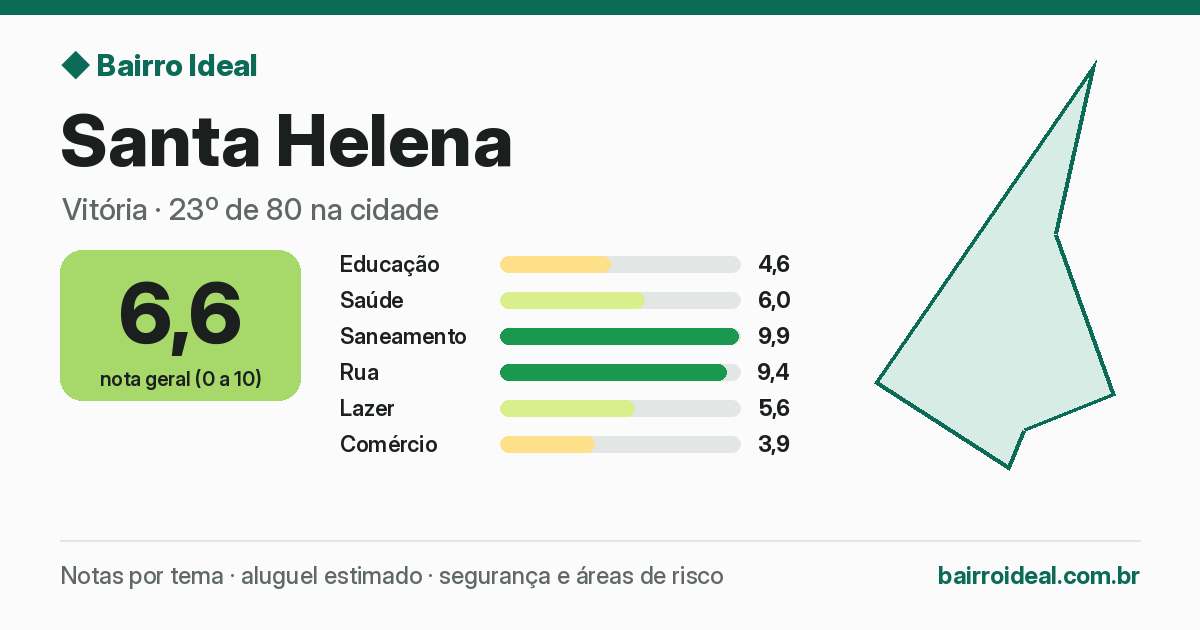 Bairro Ideal
Santa Helena
Vitória · 23º de 80 na cidade
6,6
nota geral (0 a 10)
Educação 4,6
Saúde 6,0
Saneamento 9,9
Rua 9,4
Lazer 5,6
Comércio 3,9
Notas por tema · aluguel estimado · segurança e áreas de risco
bairroideal.com.br